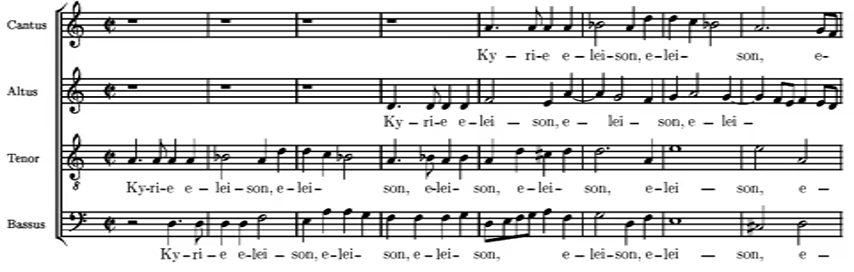 Cantus
Ky – ri-e e – lei – son, e – lei- son, e-
Altus
Ky – ri-e e – lei son, e – lei – son, e – lei –
Tenor
8
Ky-ri-e e – lei – son, e – lei- son, e-lei- son, e – lei – son, e-lei — son, e –
Bassus
Ky – ri – e e-lei – son, e-lei- son, e – lei- son, e – lei – son, e – lei — son, e –